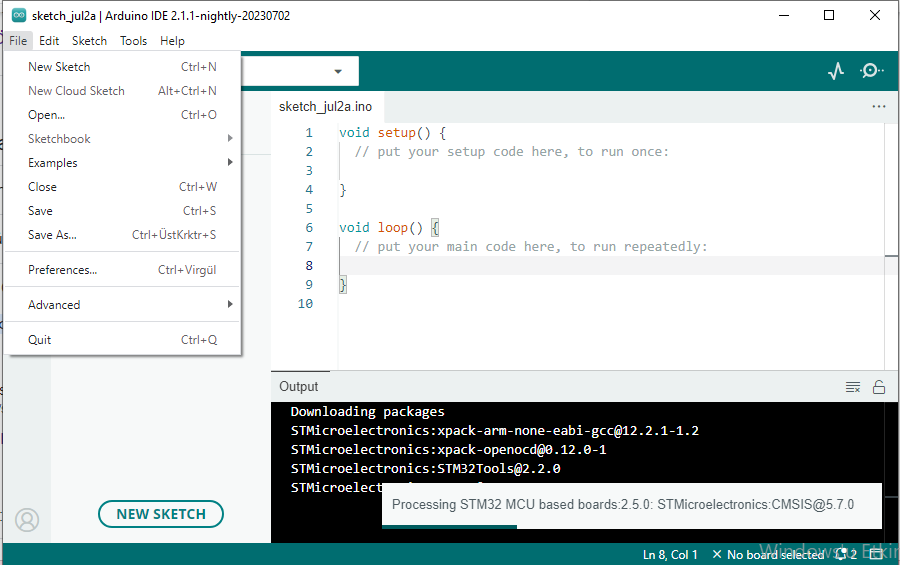 sketch_jul2a | Arduino IDE 2.1.1-nightly-20230702
File Edit Sketch Tools Help
New Sketch Ctrl+N
New Cloud Sketch Alt+Ctrl+N
Open... Ctrl+O
Sketchbook
Examples
Close Ctrl+W
Save Ctrl+S
Save As... Ctrl+ÜstKrktr+S
Preferences... Ctrl+Virgül
Advanced
Quit Ctrl+Q
NEW SKETCH
sketch_jul2a.ino
1 void setup() {
2 // put your setup code here, to run once:
3
4 }
5
6 void loop() {
7 // put your main code here, to run repeatedly:
8
9 }
10
Output
Downloading packages
STMicroelectronics:xpack-arm-none-eabi-gcc@12.2.1-1.2
STMicroelectronics:xpack-openocd@0.12.0-1
STMicroelectronics:STM32Tools@2.2.0
Processing STM32 MCU based boards:2.5.0: STMicroelectronics:CMSIS@5.7.0
Ln 8, Col 1 No board selected 2